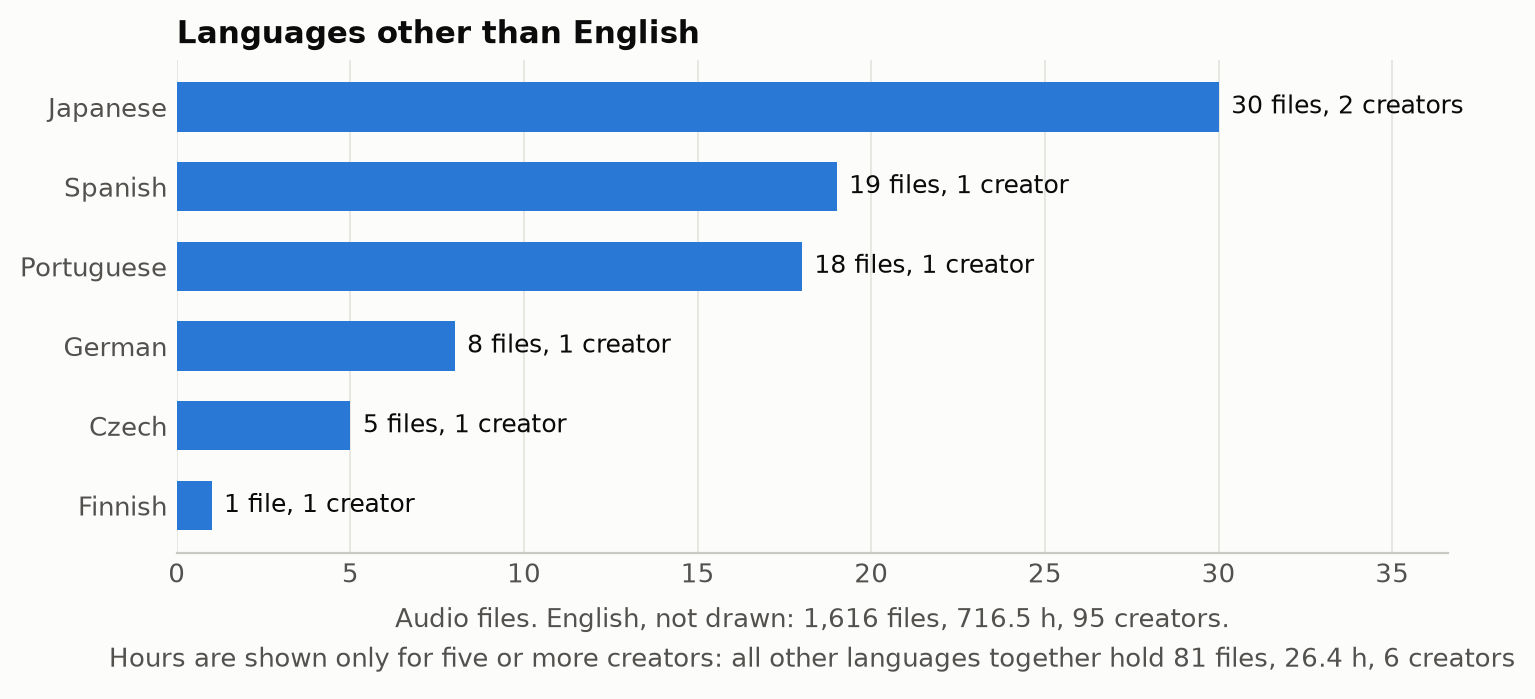 Languages other than English
Japanese 30 files, 2 creators
Spanish 19 files, 1 creator
Portuguese 18 files, 1 creator
German 8 files, 1 creator
Czech 5 files, 1 creator
Finnish 1 file, 1 creator
0 5 10 15 20 25 30 35
Audio files. English, not drawn: 1,616 files, 716.5 h, 95 creators.
Hours are shown only for five or more creators: all other languages together hold 81 files, 26.4 h, 6 creators